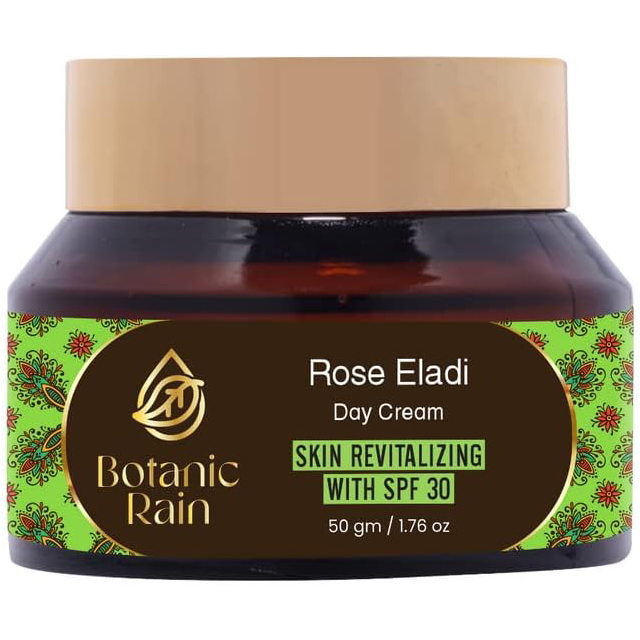 Botanic
Rain
Rose Eladi
Day Cream
SKIN REVITALIZING
WITH SPF 30
50 gm / 1.76 oz